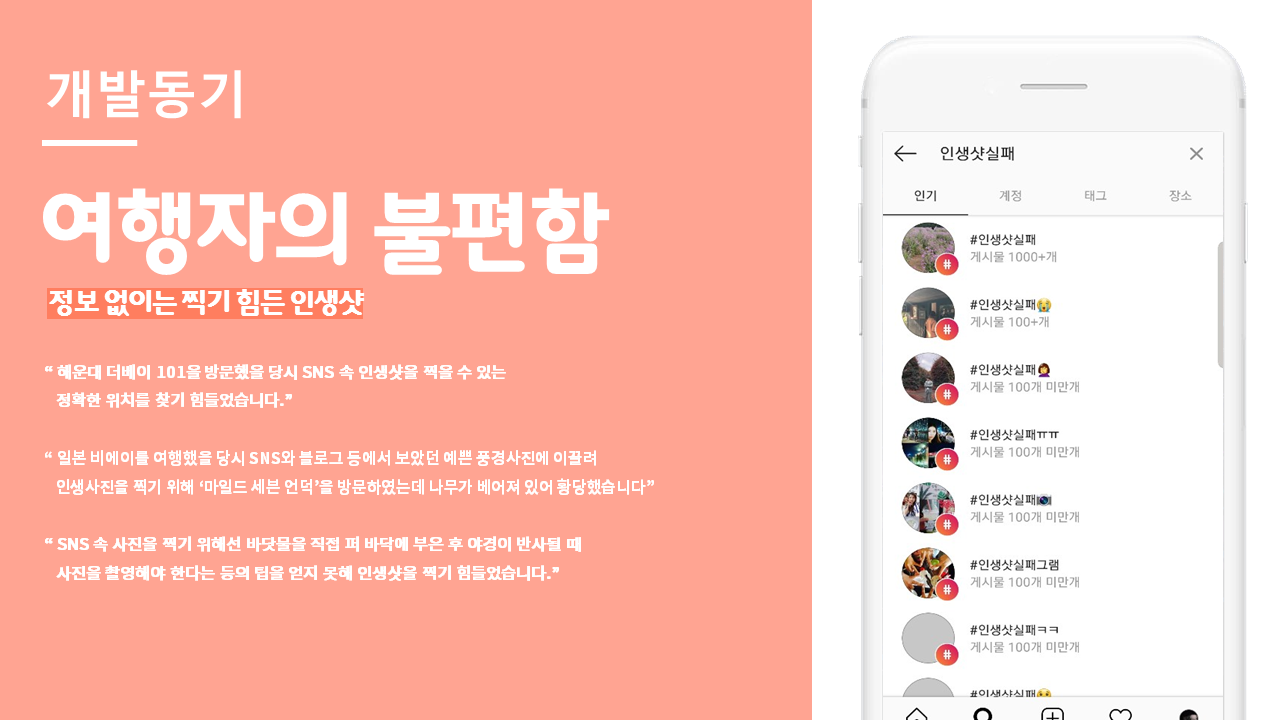 개발동기
여행자의 불편함
정보 없이는 찍기 힘든 인생샷
“ 해운대 더베이 101을 방문했을 당시 SNS 속 인생샷을 찍을 수 있는
정확한 위치를 찾기 힘들었습니다.”
“ 일본 비에이를 여행했을 당시 SNS와 블로그 등에서 보았던 예쁜 풍경사진에 이끌려
인생사진을 찍기 위해 ‘마일드 세븐 언덕’을 방문하였는데 나무가 베어져 있어 황당했습니다”
“ SNS 속 사진을 찍기 위해선 바닷물을 직접 퍼 바닥에 부은 후 야경이 반사될 때
사진을 촬영해야 한다는 등의 팁을 얻지 못해 인생샷을 찍기 힘들었습니다.”
인생샷실패
인기 계정 태그 장소
#인생샷실패
게시물 1000+개
#인생샷실패😭
게시물 100+개
#인생샷실패🤦‍♀️
게시물 100개 미만개
#인생샷실패ㅠㅠ
게시물 100개 미만개
#인생샷실패📷
게시물 100개 미만개
#인생샷실패그램
게시물 100개 미만개
#인생샷실패ㅋㅋ
게시물 100개 미만개
#인생샷실패😢